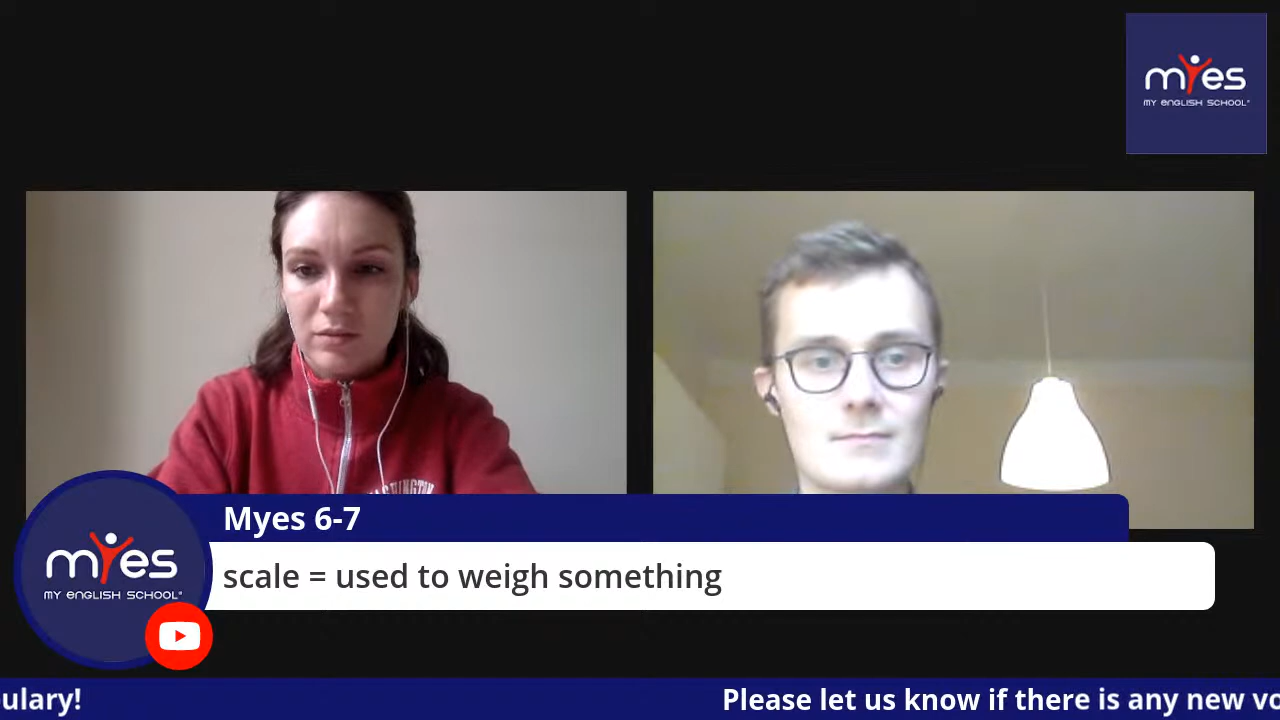 myes
MY ENGLISH SCHOOL
WASHINGTON
Myes 6-7
scale = used to weigh something
myes
MY ENGLISH SCHOOL
ulary!
Please let us know if there is any new vo